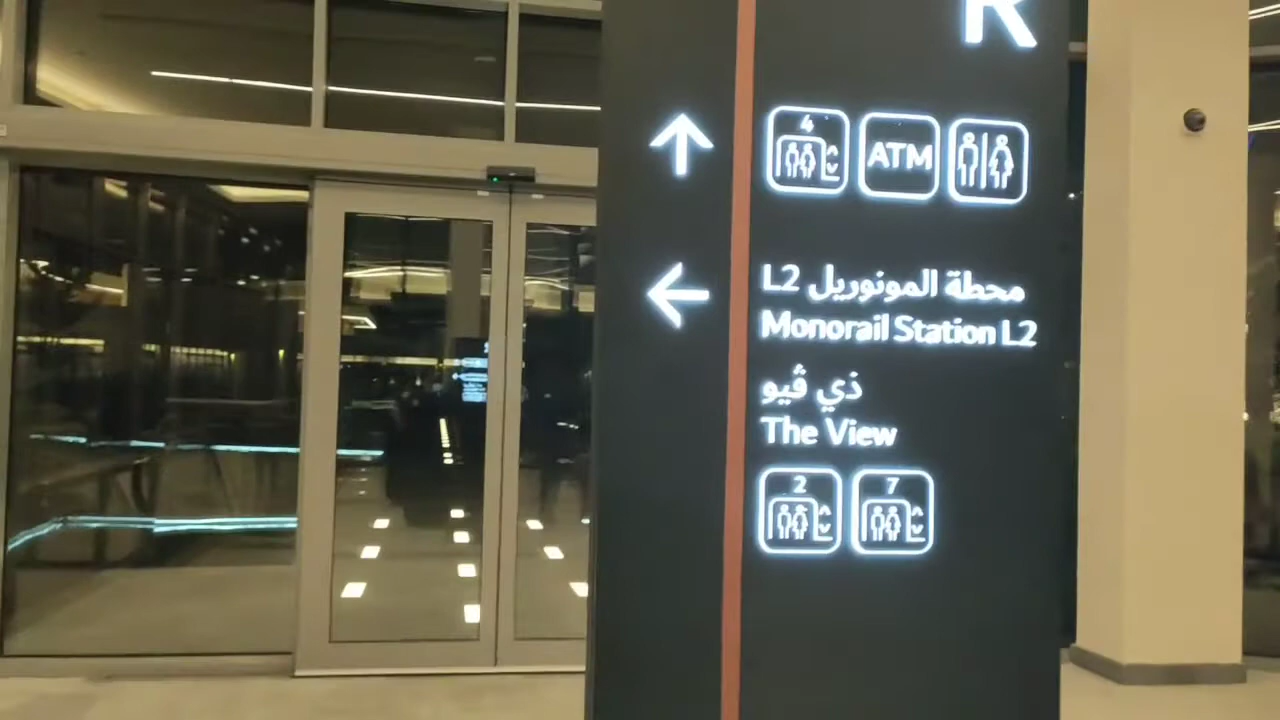 R
4
ATM
محطة المونوريل L2
Monorail Station L2
ذي ڤيو
The View
2 7